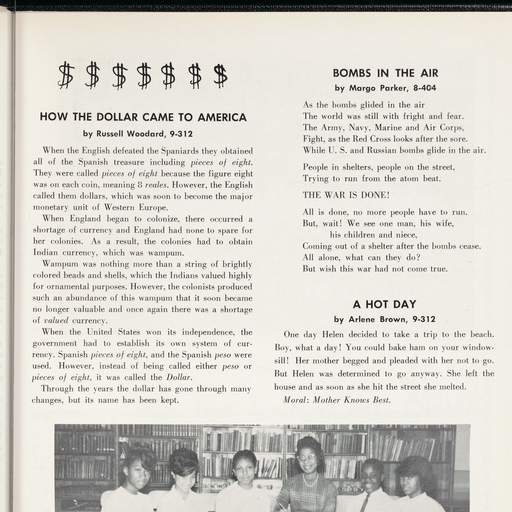 $ $ $ $ $ $ $
HOW THE DOLLAR CAME TO AMERICA
by Russell Woodard, 9-312
When the English defeated the Spaniards they obtained
all of the Spanish treasure including pieces of eight.
They were called pieces of eight because the figure eight
was on each coin, meaning 8 reales. However, the English
called them dollars, which was soon to become the major
monetary unit of Western Europe.
When England began to colonize, there occurred a
shortage of currency and England had none to spare for
her colonies. As a result, the colonies had to obtain
Indian currency, which was wampum.
Wampum was nothing more than a string of brightly
colored beads and shells, which the Indians valued highly
for ornamental purposes. However, the colonists produced
such an abundance of this wampum that it soon became
no longer valuable and once again there was a shortage
of valued currency.
When the United States won its independence, the
government had to establish its own system of cur-
rency. Spanish pieces of eight, and the Spanish peso were
used. However, instead of being called either peso or
pieces of eight, it was called the Dollar.
Through the years the dollar has gone through many
changes, but its name has been kept.
BOMBS IN THE AIR
by Margo Parker, 8-404
As the bombs glided in the air
The world was still with fright and fear.
The Army, Navy, Marine and Air Corps,
Fight, as the Red Cross looks after the sore.
While U. S. and Russian bombs glide in the air.
People in shelters, people on the street,
Trying to run from the atom beat.
THE WAR IS DONE!
All is done, no more people have to run.
But, wait! We see one man, his wife,
his children and niece,
Coming out of a shelter after the bombs cease.
All alone, what can they do?
But wish this war had not come true.
A HOT DAY
by Arlene Brown, 9-312
One day Helen decided to take a trip to the beach.
Boy, what a day! You could bake ham on your window-
sill! Her mother begged and pleaded with her not to go.
But Helen was determined to go anyway. She left the
house and as soon as she hit the street she melted.
Moral: Mother Knows Best.